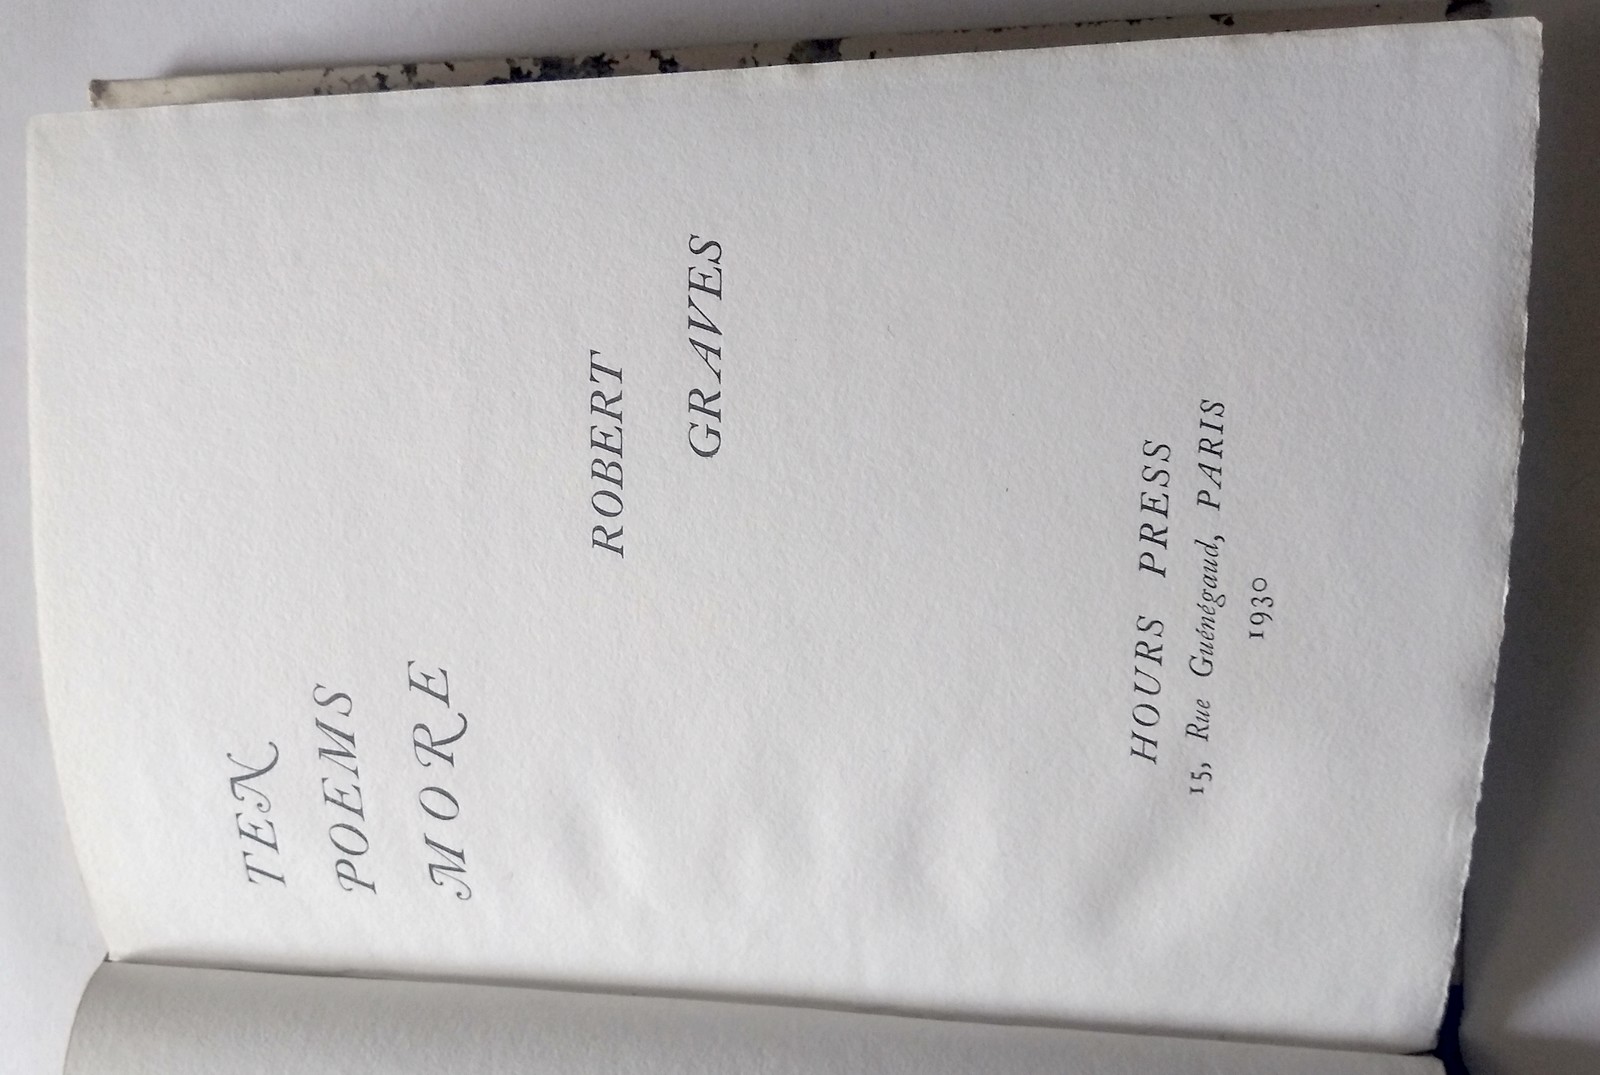 TEN
POEMS
MORE
ROBERT
GRAVES
HOURS PRESS
15, Rue Guénégaud, PARIS
1930